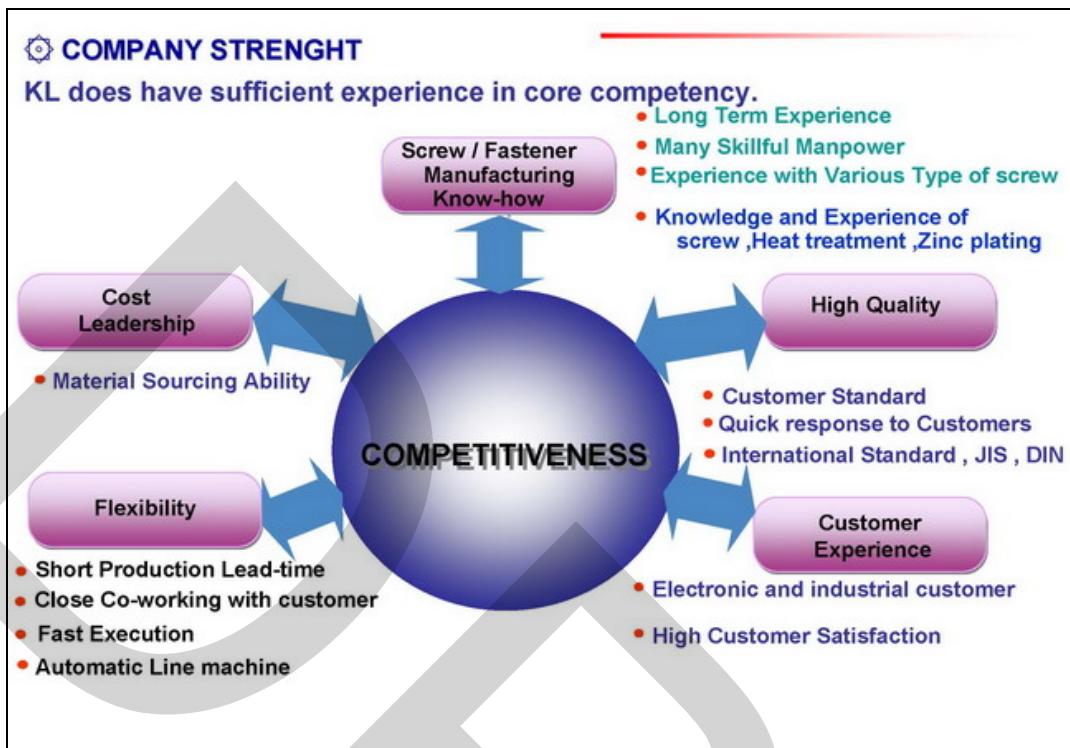 COMPANY STRENGHT
KL does have sufficient experience in core competency.
Screw / Fastener
Manufacturing
Know-how
• Long Term Experience
• Many Skillful Manpower
• Experience with Various Type of screw
• Knowledge and Experience of
screw ,Heat treatment ,Zinc plating
Cost
Leadership
• Material Sourcing Ability
High Quality
• Customer Standard
• Quick response to Customers
• International Standard , JIS , DIN
COMPETITIVENESS
Flexibility
• Short Production Lead-time
• Close Co-working with customer
• Fast Execution
• Automatic Line machine
Customer
Experience
• Electronic and industrial customer
• High Customer Satisfaction